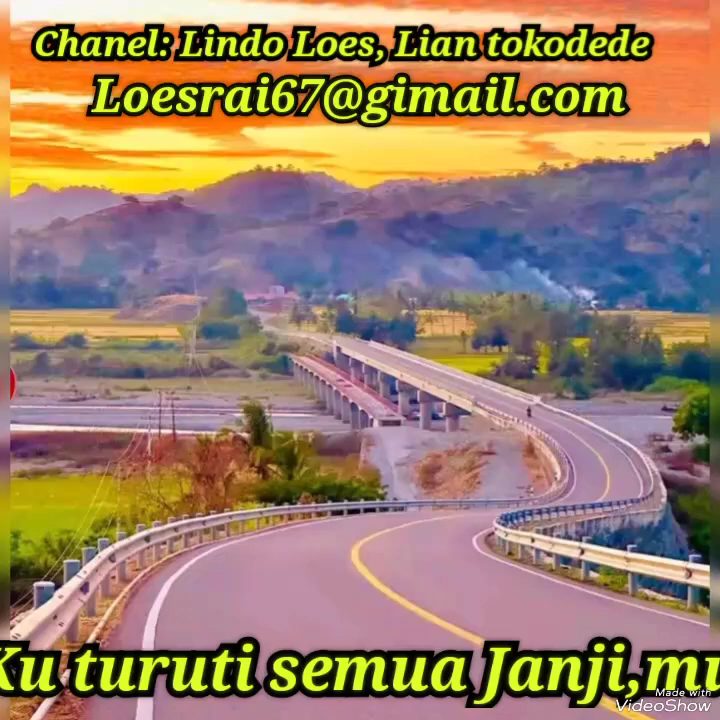 Chanel: Lindo Loes, Lian tokodede
Loesrai67@gimail.com
Ku turuti semua Janji,mu
Made with
VideoShow